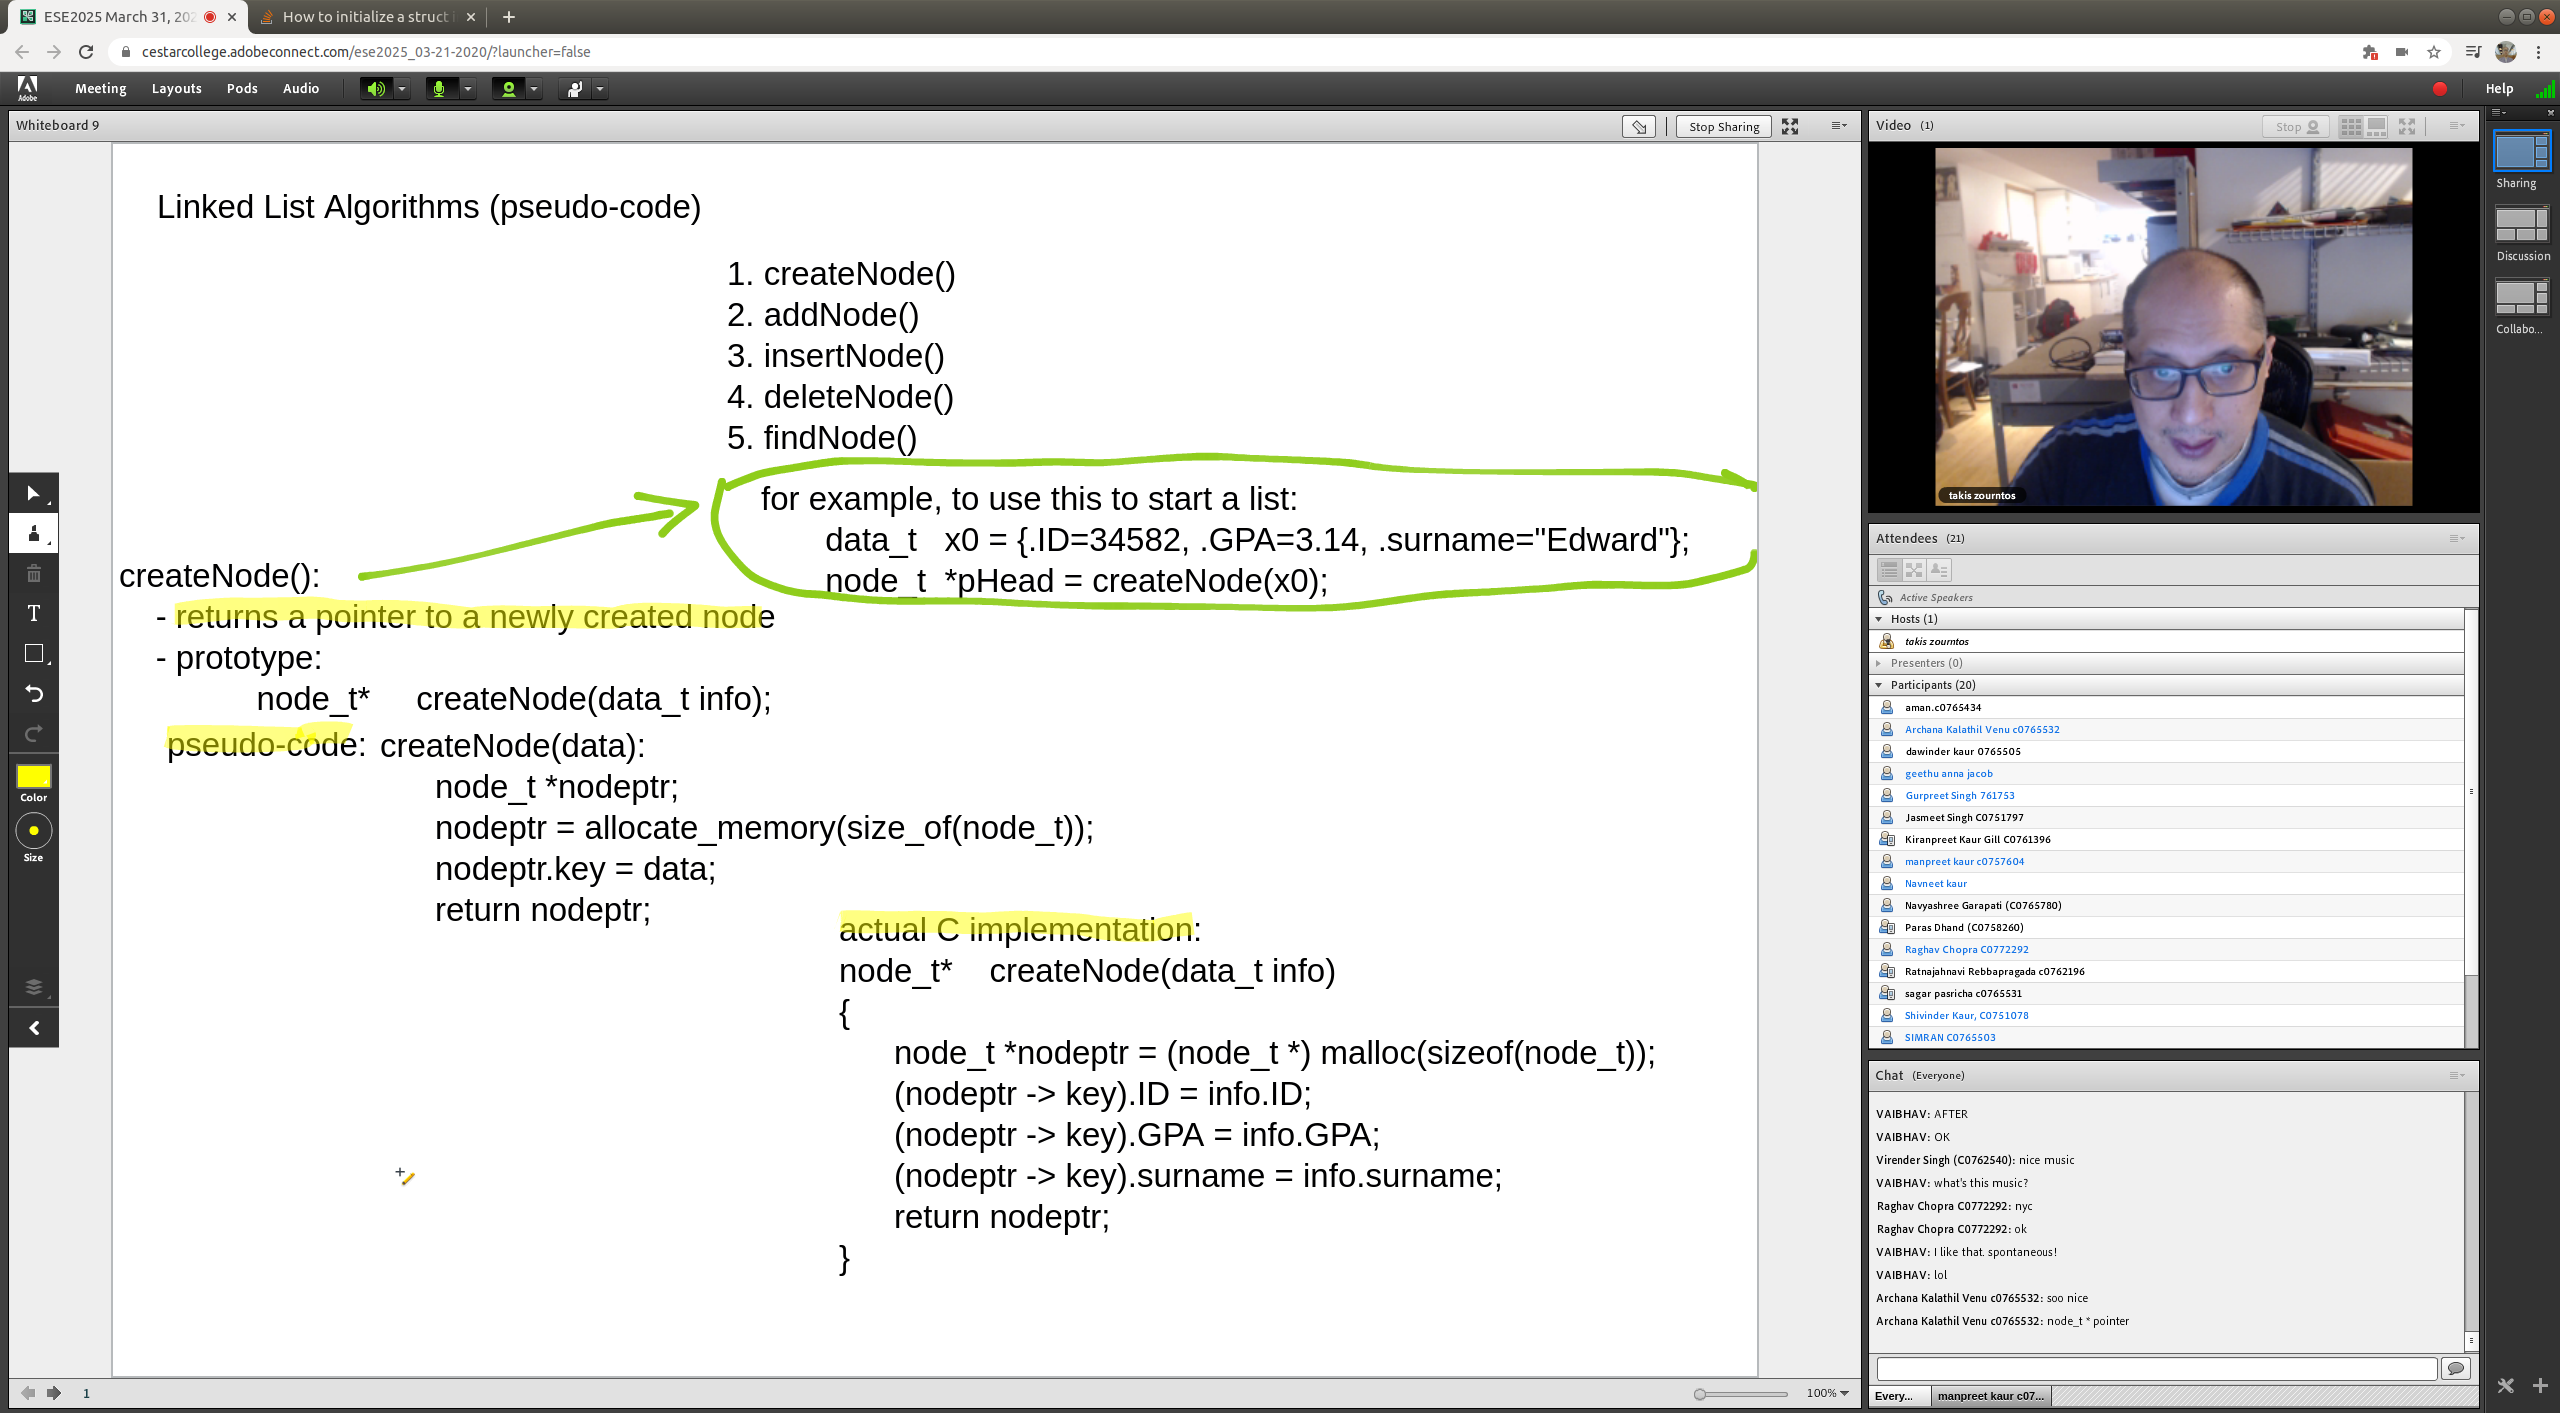 ESE2025 March 31, 202
How to initialize a struct i
cestarcollege.adobeconnect.com/ese2025_03-21-2020/?launcher=false
Adobe
Meeting Layouts Pods Audio
Help
Whiteboard 9
Stop Sharing
Linked List Algorithms (pseudo-code)
1. createNode()
2. addNode()
3. insertNode()
4. deleteNode()
5. findNode()
for example, to use this to start a list:
data_t x0 = {.ID=34582, .GPA=3.14, .surname="Edward"};
node_t *pHead = createNode(x0);
createNode():
- returns a pointer to a newly created node
- prototype:
node_t* createNode(data_t info);
pseudo-code: createNode(data):
node_t *nodeptr;
nodeptr = allocate_memory(size_of(node_t));
nodeptr.key = data;
return nodeptr;
actual C implementation:
node_t* createNode(data_t info)
{
node_t *nodeptr = (node_t *) malloc(sizeof(node_t));
(nodeptr -> key).ID = info.ID;
(nodeptr -> key).GPA = info.GPA;
(nodeptr -> key).surname = info.surname;
return nodeptr;
}
T
Color
Size
1
100%
Video (1)
Stop
takis zourntos
Sharing
Discussion
Collabo...
Attendees (21)
Active Speakers
Hosts (1)
takis zourntos
Presenters (0)
Participants (20)
aman.c0765434
Archana Kalathil Venu c0765532
dawinder kaur 0765505
geethu anna jacob
Gurpreet Singh 761753
Jasmeet Singh C0751797
Kiranpreet Kaur Gill C0761396
manpreet kaur c0757604
Navneet kaur
Navyashree Garapati (C0765780)
Paras Dhand (C0758260)
Raghav Chopra C0772292
Ratnajahnavi Rebbapragada c0762196
sagar pasricha c0765531
Shivinder Kaur, C0751078
SIMRAN C0765503
Chat (Everyone)
VAIBHAV: AFTER
VAIBHAV: OK
Virender Singh (C0762540): nice music
VAIBHAV: what's this music?
Raghav Chopra C0772292: nyc
Raghav Chopra C0772292: ok
VAIBHAV: I like that. spontaneous!
VAIBHAV: lol
Archana Kalathil Venu c0765532: soo nice
Archana Kalathil Venu c0765532: node_t * pointer
Every...
manpreet kaur c07...